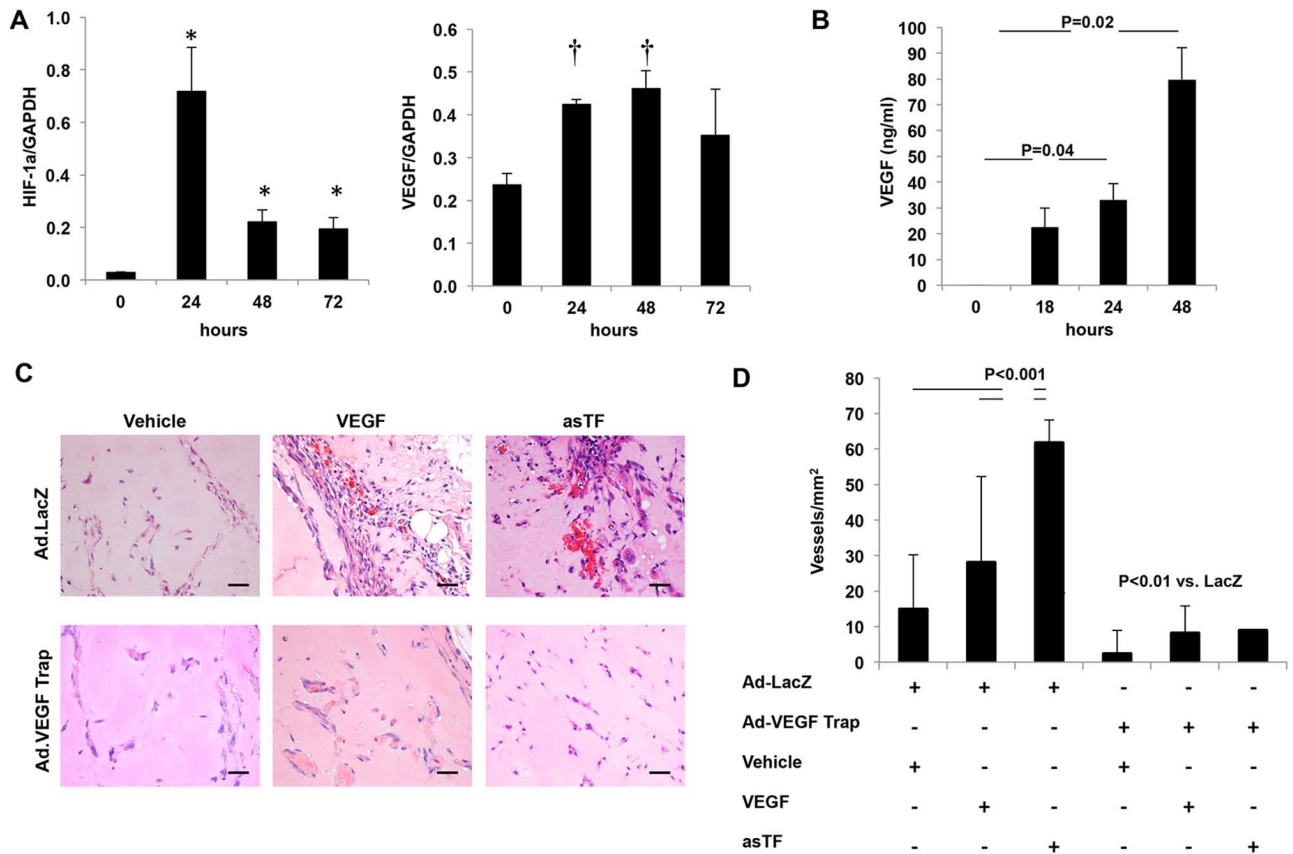 A
HIF-1a/GAPDH
1.0
0.8
0.6
0.4
0.2
0.0
*
*
*
0 24 48 72
hours
VEGF/GAPDH
0.6
0.5
0.4
0.3
0.2
0.1
0.0
† †
0 24 48 72
hours
B
VEGF (ng/ml)
100
90
80
70
60
50
40
30
20
10
0
P=0.02
P=0.04
0 18 24 48
hours
C
Vehicle VEGF asTF
Ad.LacZ
Ad.VEGF Trap
D
Vessels/mm²
80
70
60
50
40
30
20
10
0
P<0.001
P<0.01 vs. LacZ
Ad-LacZ + + + - - -
Ad-VEGF Trap - - - + + +
Vehicle + - - + - -
VEGF - + - - + -
asTF - - + - - +